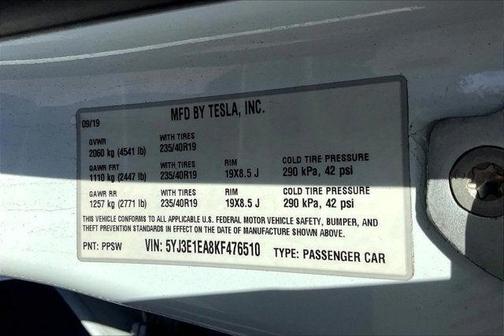 MFD BY TESLA, INC.
09/19
GVWR WITH TIRES
2060 kg (4541 lb) 235/40R19
GAWR FRT WITH TIRES RIM COLD TIRE PRESSURE
1110 kg (2447 lb) 235/40R19 19X8.5 J 290 kPa, 42 psi
GAWR RR WITH TIRES RIM COLD TIRE PRESSURE
1257 kg (2771 lb) 235/40R19 19X8.5 J 290 kPa, 42 psi
THIS VEHICLE CONFORMS TO ALL APPLICABLE U.S. FEDERAL MOTOR VEHICLE SAFETY, BUMPER, AND
THEFT PREVENTION STANDARDS IN EFFECT ON THE DATE OF MANUFACTURE SHOWN ABOVE.
PNT: PPSW VIN: 5YJ3E1EA8KF476510 TYPE: PASSENGER CAR